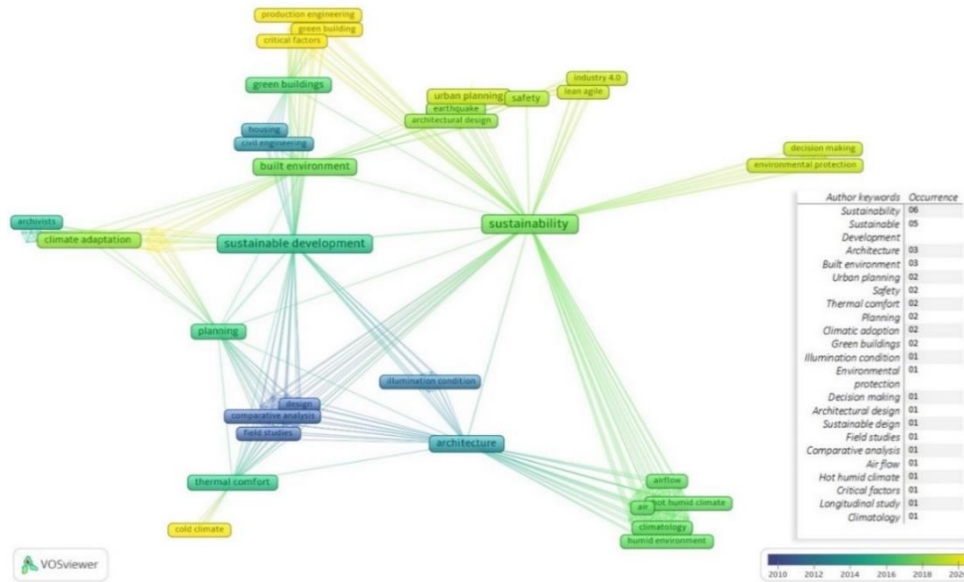 production engineering
green building
critical factors
green buildings
industry 4.0
lean agile
urban planning
safety
earthquake
architectural design
housing
civil engineering
decision making
environmental protection
built environment
archivists
climate adaptation
sustainable development
sustainability
planning
illumination condition
design
comparative analysis
field studies
architecture
thermal comfort
cold climate
airflow
hot humid climate
air
climatology
humid environment
Author keywords Occurrence
Sustainability 06
Sustainable 05
Development
Architecture 03
Built environment 03
Urban planning 02
Safety 02
Thermal comfort 02
Planning 02
Climatic adoption 02
Green buildings 02
Illumination condition 01
Environmental 01
protection
Decision making 01
Architectural design 01
Sustainable deign 01
Field studies 01
Comparative analysis 01
Air flow 01
Hot humid climate 01
Critical factors 01
Longitudinal study 01
Climatology 01
VOSviewer
2010 2012 2014 2016 2018